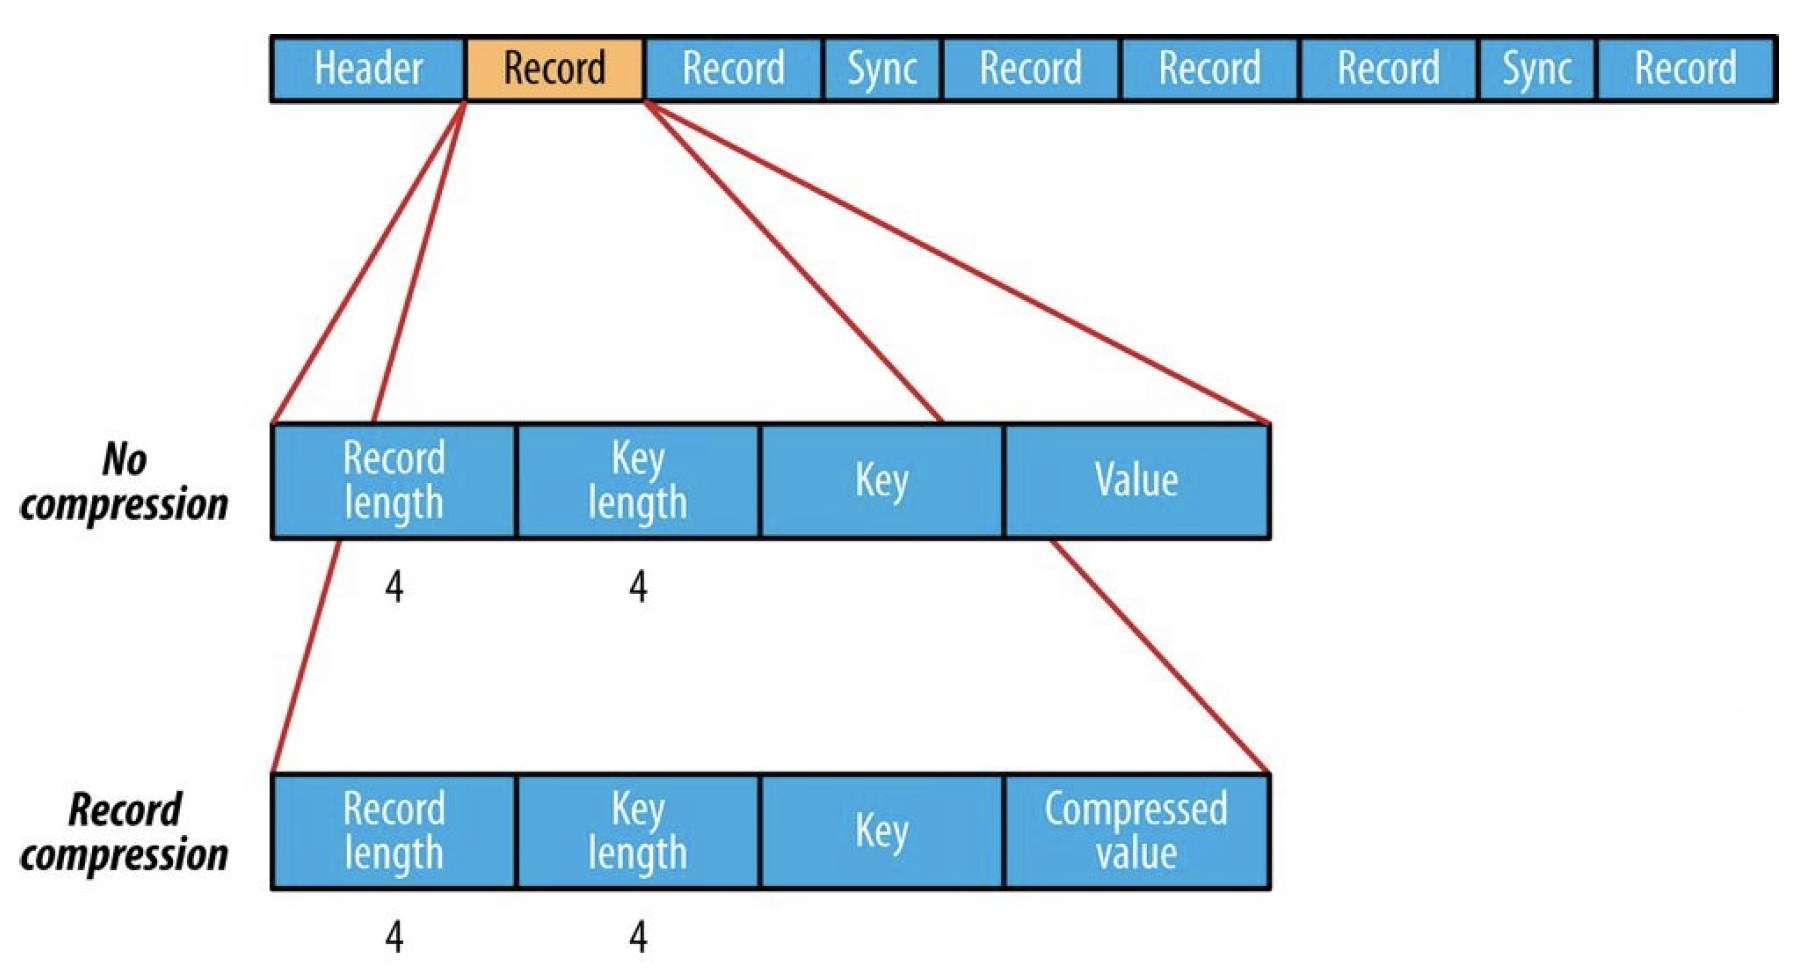 Header Record Record Sync Record Record Record Sync Record
No
compression
Record
length
Key
length
Key
Value
4 4
Record
compression
Record
length
Key
length
Key
Compressed
value
4 4